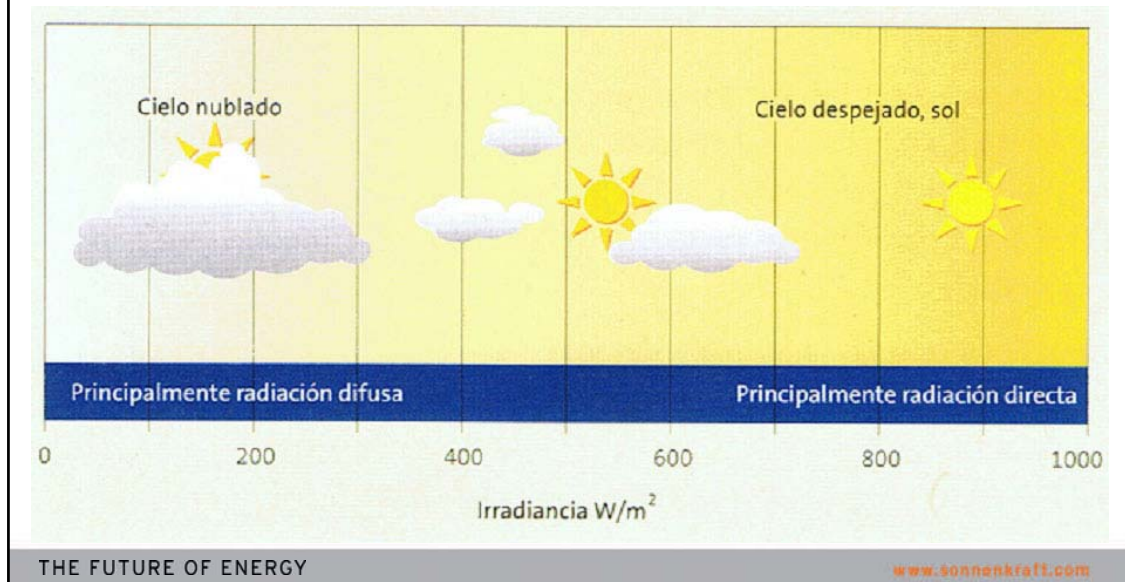 Cielo nublado
Cielo despejado, sol
Principalmente radiación difusa
Principalmente radiación directa
0 200 400 600 800 1000
Irradiancia W/m²
THE FUTURE OF ENERGY
www.sonnenkraft.com